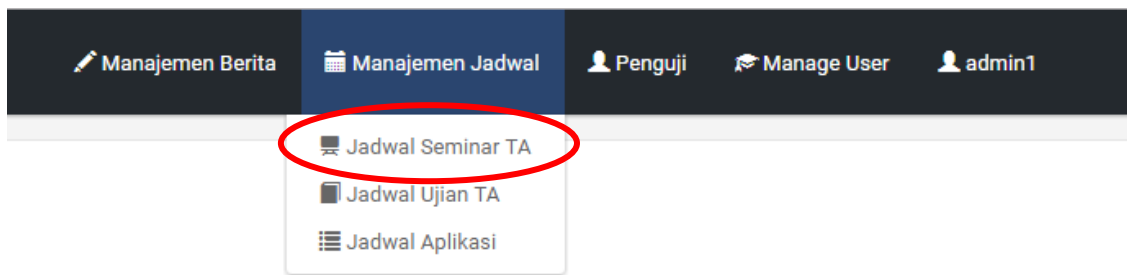 Manajemen Berita Manajemen Jadwal Penguji Manage User admin1
Jadwal Seminar TA
Jadwal Ujian TA
Jadwal Aplikasi